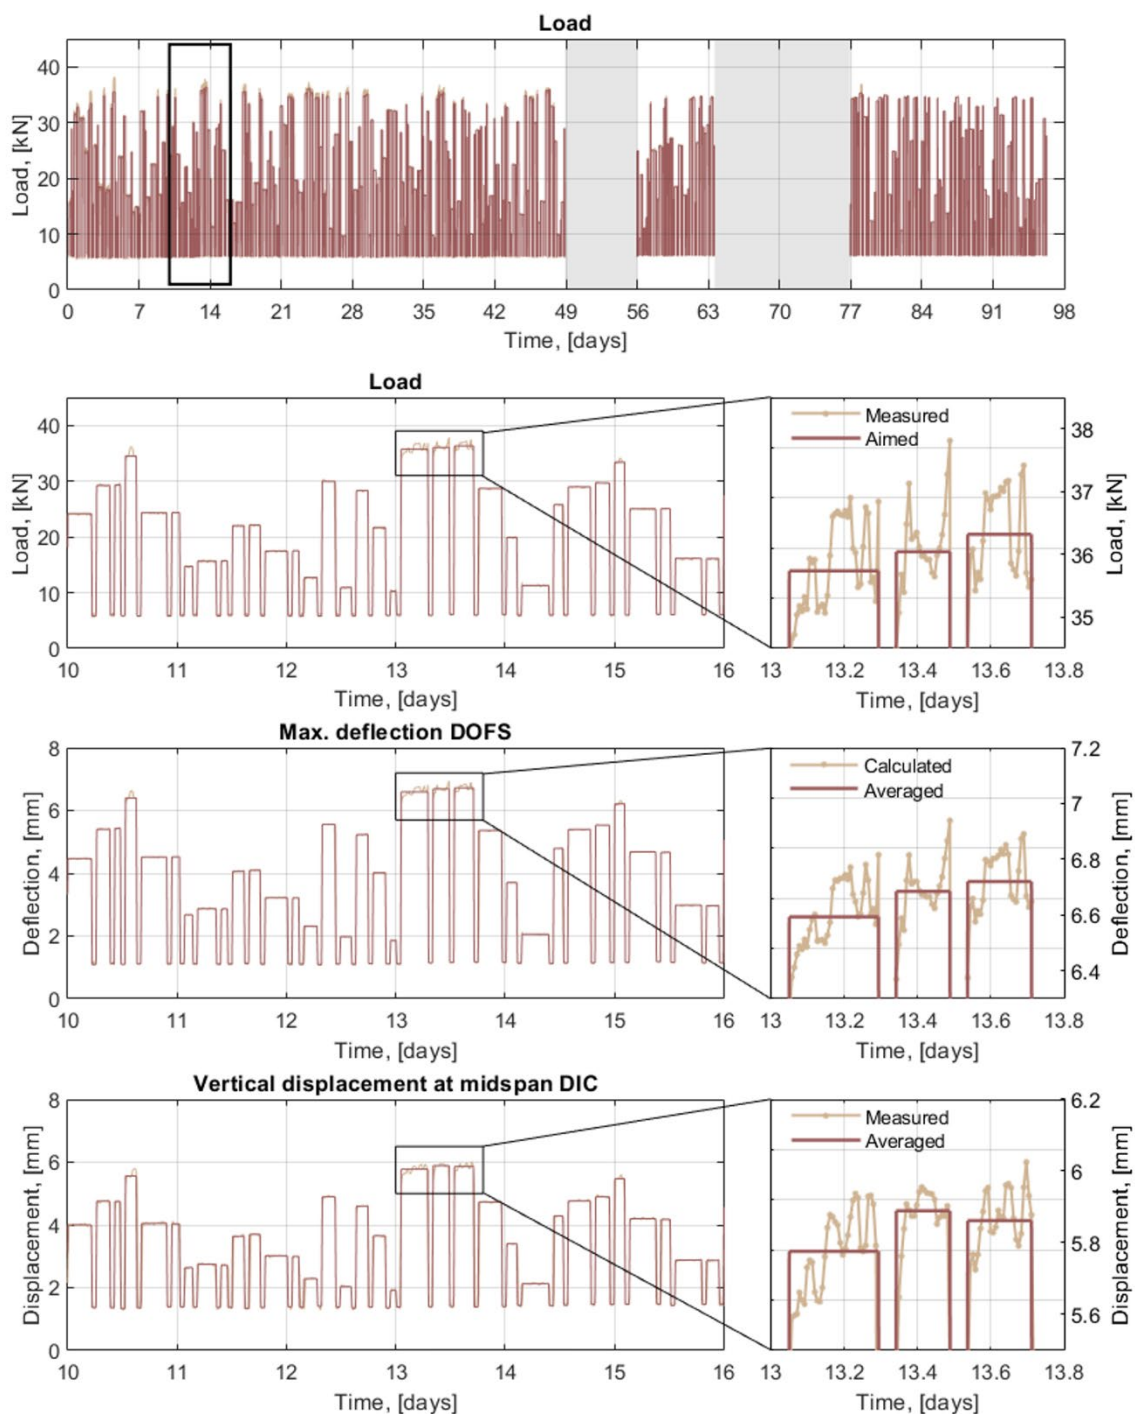 Load
40
30
20
10
0
Load, [kN]
0 7 14 21 28 35 42 49 56 63 70 77 84 91 98
Time, [days]
Load
40
30
20
10
0
Load, [kN]
10 11 12 13 14 15 16
Time, [days]
Measured
Aimed
38
37
36
35
Load, [kN]
13 13.2 13.4 13.6 13.8
Time, [days]
Max. deflection DOFS
8
6
4
2
0
Deflection, [mm]
10 11 12 13 14 15 16
Time, [days]
Calculated
Averaged
7.2
7
6.8
6.6
6.4
Deflection, [mm]
13 13.2 13.4 13.6 13.8
Time, [days]
Vertical displacement at midspan DIC
8
6
4
2
0
Displacement, [mm]
10 11 12 13 14 15 16
Time, [days]
Measured
Averaged
6.2
6
5.8
5.6
Displacement, [mm]
13 13.2 13.4 13.6 13.8
Time, [days]